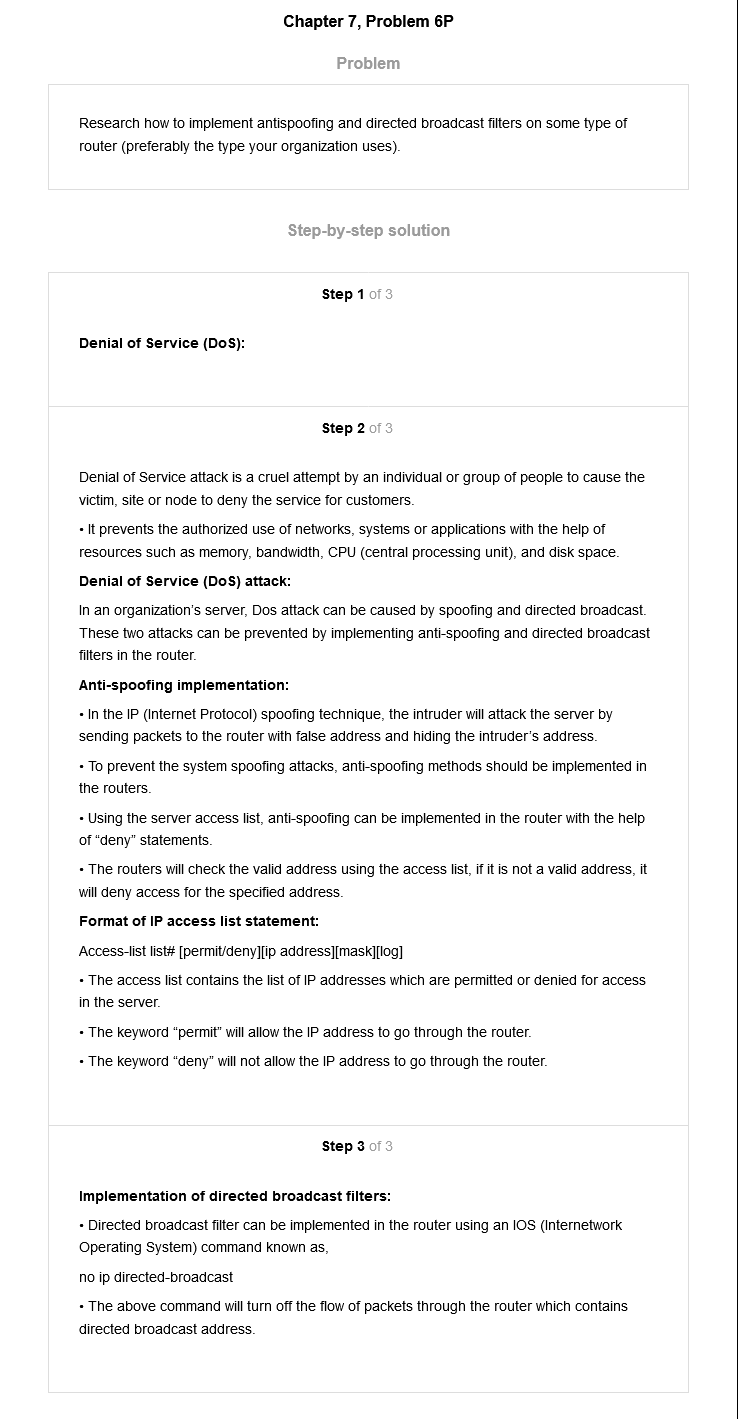 Chapter 7, Problem 6P
Problem
Research how to implement antispoofing and directed broadcast filters on some type of
router (preferably the type your organization uses).
Step-by-step solution
Step 1 of 3
Denial of Service (DoS):
Step 2 of 3
Denial of Service attack is a cruel attempt by an individual or group of people to cause the
victim, site or node to deny the service for customers.
• It prevents the authorized use of networks, systems or applications with the help of
resources such as memory, bandwidth, CPU (central processing unit), and disk space.
Denial of Service (DoS) attack:
In an organization’s server, Dos attack can be caused by spoofing and directed broadcast.
These two attacks can be prevented by implementing anti-spoofing and directed broadcast
filters in the router.
Anti-spoofing implementation:
• In the IP (Internet Protocol) spoofing technique, the intruder will attack the server by
sending packets to the router with false address and hiding the intruder’s address.
• To prevent the system spoofing attacks, anti-spoofing methods should be implemented in
the routers.
• Using the server access list, anti-spoofing can be implemented in the router with the help
of “deny” statements.
• The routers will check the valid address using the access list, if it is not a valid address, it
will deny access for the specified address.
Format of IP access list statement:
Access-list list# [permit/deny][ip address][mask][log]
• The access list contains the list of IP addresses which are permitted or denied for access
in the server.
• The keyword “permit” will allow the IP address to go through the router.
• The keyword “deny” will not allow the IP address to go through the router.
Step 3 of 3
Implementation of directed broadcast filters:
• Directed broadcast filter can be implemented in the router using an IOS (Internetwork
Operating System) command known as,
no ip directed-broadcast
• The above command will turn off the flow of packets through the router which contains
directed broadcast address.